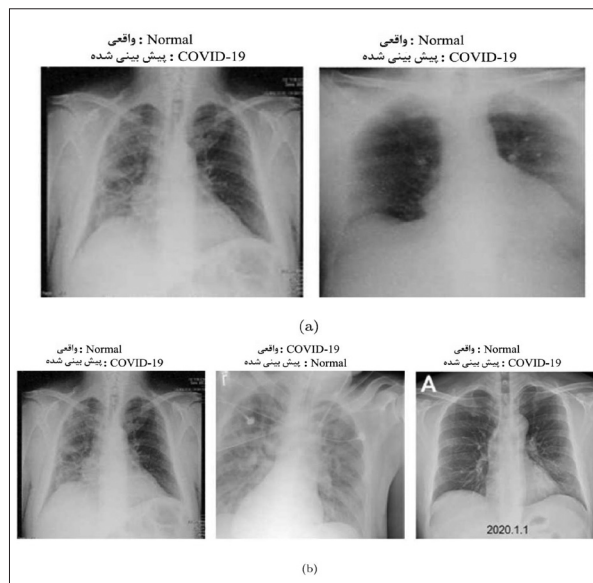 واقعی : Normal
پیش بینی شده : COVID-19
واقعی : Normal
پیش بینی شده : COVID-19
(a)
واقعی : Normal
پیش بینی شده : COVID-19
واقعی : COVID-19
پیش بینی شده : Normal
واقعی : Normal
پیش بینی شده : COVID-19
A
2020.1.1
(b)